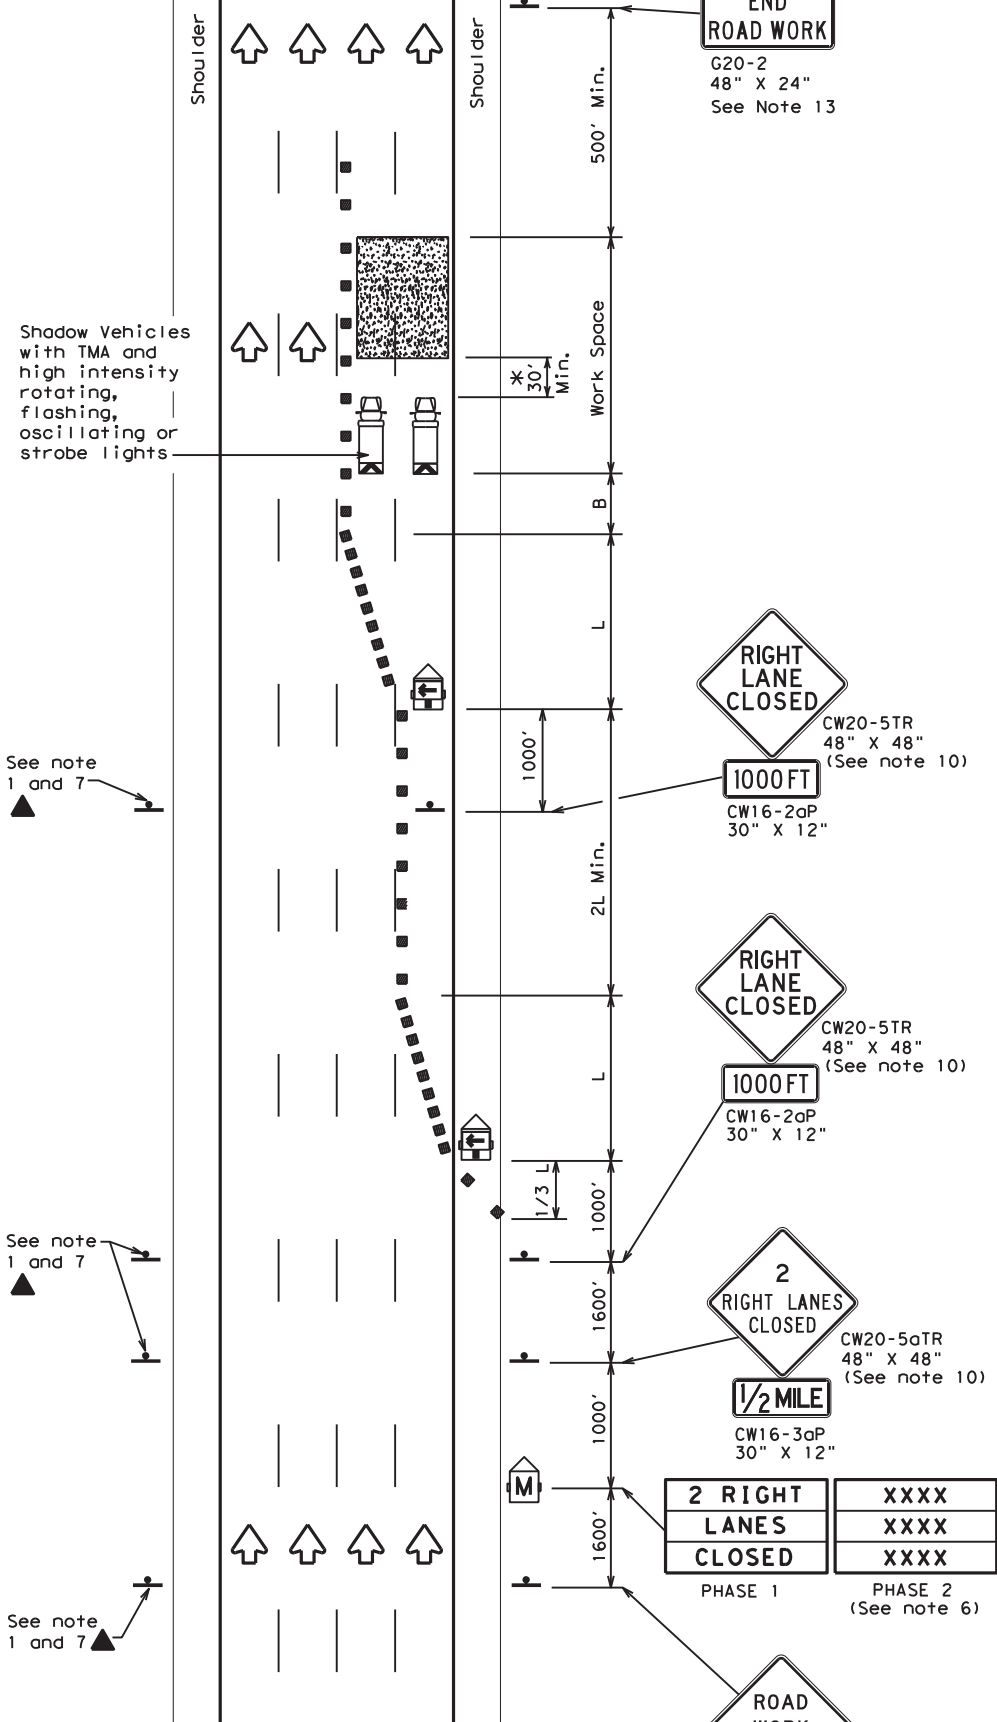 END
ROAD WORK
G20-2
48" X 24"
See Note 13
Shoulder
Shoulder
500' Min.
Shadow Vehicles
with TMA and
high intensity
rotating,
flashing,
oscillating or
strobe lights
*
30'
Min.
Work Space
B
L
RIGHT
LANE
CLOSED
CW20-5TR
48" X 48"
(See note 10)
1000 FT
CW16-2aP
30" X 12"
1000'
See note
1 and 7
2L Min.
RIGHT
LANE
CLOSED
CW20-5TR
48" X 48"
(See note 10)
1000 FT
CW16-2aP
30" X 12"
L
1/3 L
1000'
See note
1 and 7
1600'
2
RIGHT LANES
CLOSED
CW20-5aTR
48" X 48"
(See note 10)
1/2 MILE
CW16-3aP
30" X 12"
1000'
M
2 RIGHT
LANES
CLOSED
PHASE 1
XXXX
XXXX
XXXX
PHASE 2
(See note 6)
1600'
See note
1 and 7
ROAD
WORK